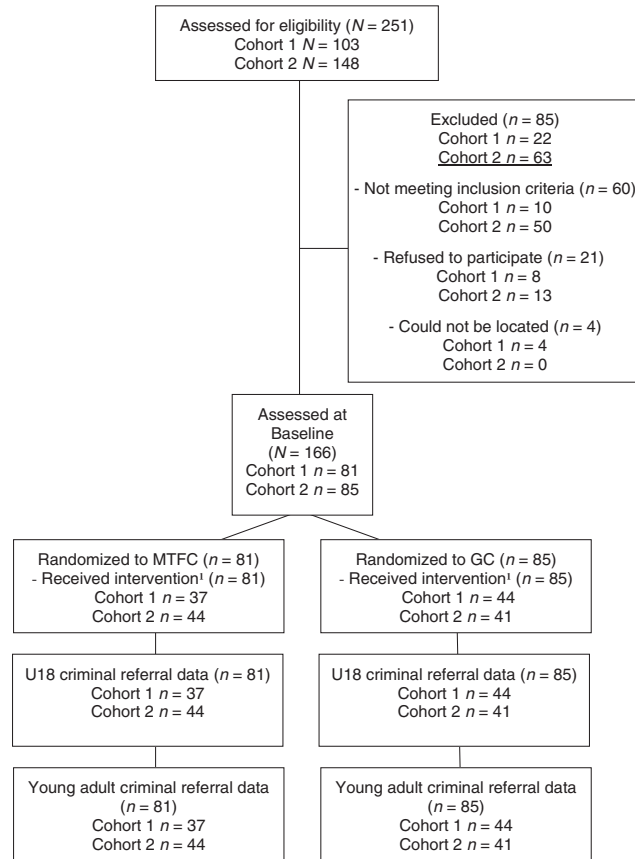 Assessed for eligibility (N = 251)
Cohort 1 N = 103
Cohort 2 N = 148
Excluded (n = 85)
Cohort 1 n = 22
Cohort 2 n = 63
- Not meeting inclusion criteria (n = 60)
Cohort 1 n = 10
Cohort 2 n = 50
- Refused to participate (n = 21)
Cohort 1 n = 8
Cohort 2 n = 13
- Could not be located (n = 4)
Cohort 1 n = 4
Cohort 2 n = 0
Assessed at
Baseline
(N = 166)
Cohort 1 n = 81
Cohort 2 n = 85
Randomized to MTFC (n = 81)
- Received intervention¹ (n = 81)
Cohort 1 n = 37
Cohort 2 n = 44
Randomized to GC (n = 85)
- Received intervention¹ (n = 85)
Cohort 1 n = 44
Cohort 2 n = 41
U18 criminal referral data (n = 81)
Cohort 1 n = 37
Cohort 2 n = 44
U18 criminal referral data (n = 85)
Cohort 1 n = 44
Cohort 2 n = 41
Young adult criminal referral data
(n = 81)
Cohort 1 n = 37
Cohort 2 n = 44
Young adult criminal referral data
(n = 85)
Cohort 1 n = 44
Cohort 2 n = 41